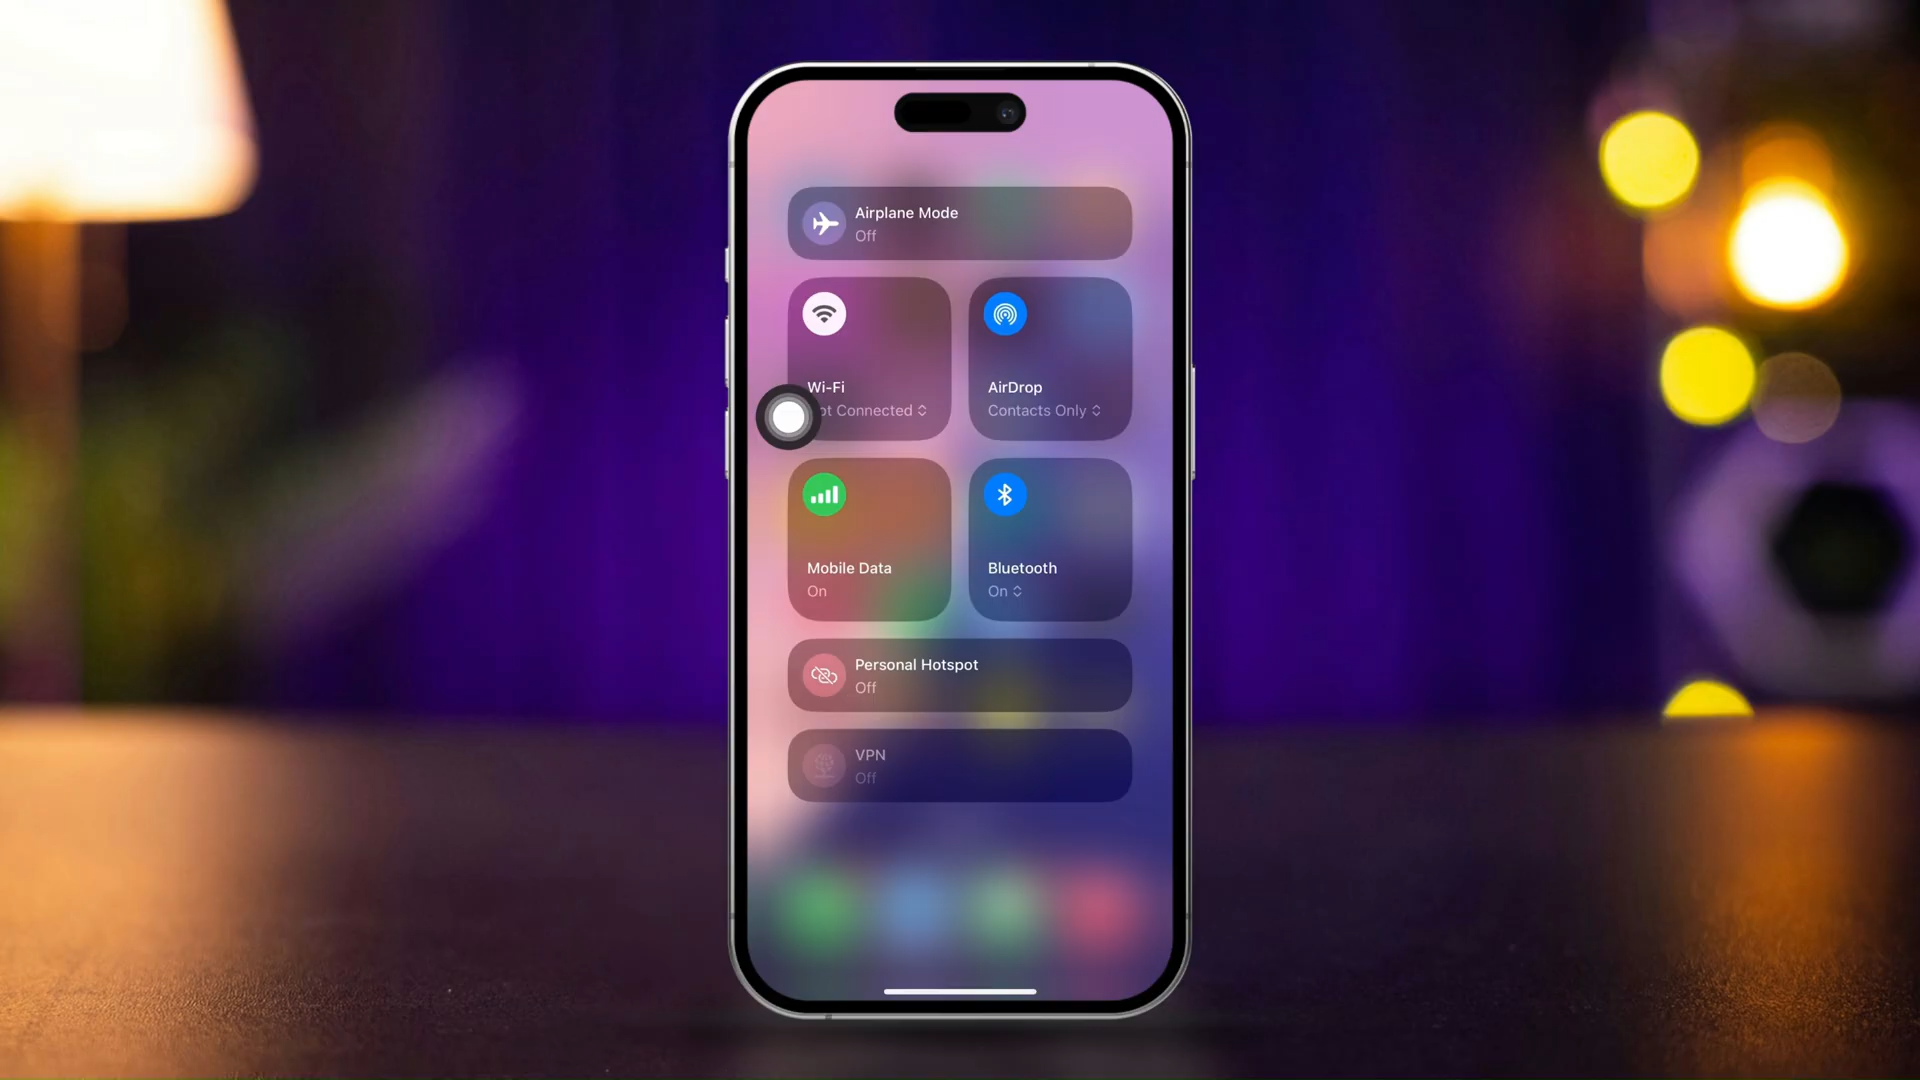 Airplane Mode
Off
Wi-Fi
ot Connected
AirDrop
Contacts Only
Mobile Data
On
Bluetooth
On
Personal Hotspot
Off
VPN
Off